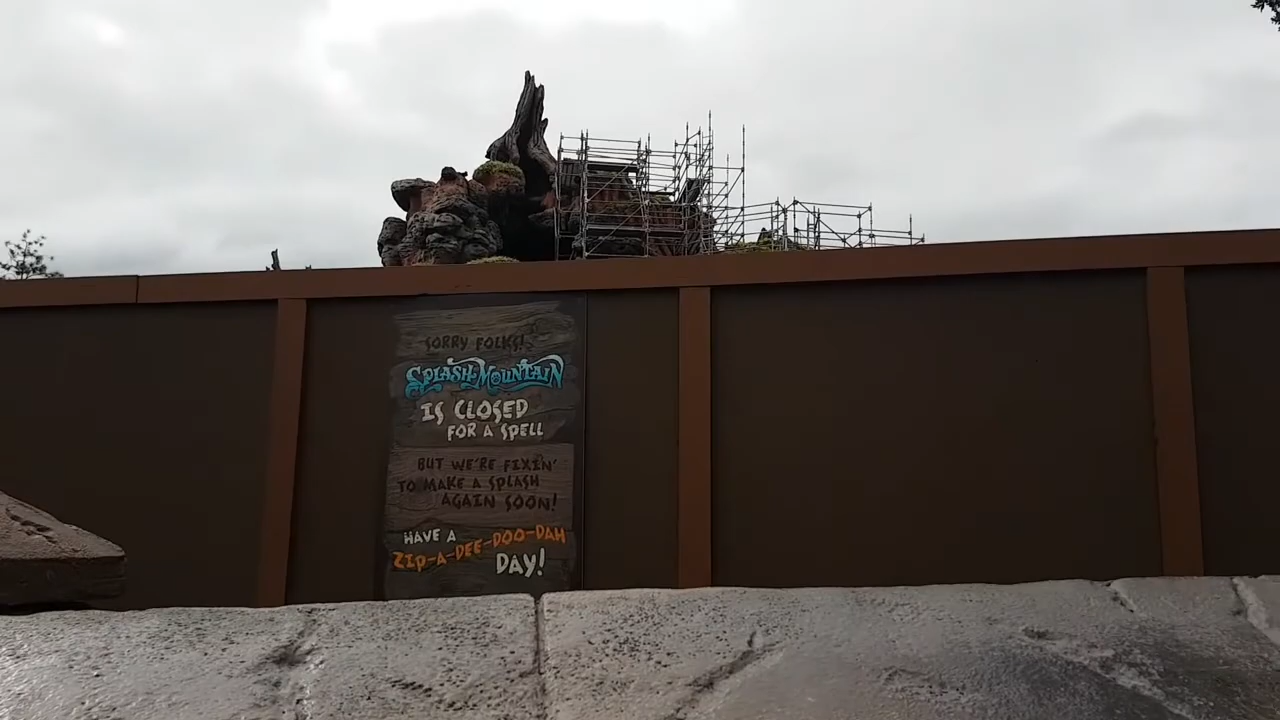 SORRY FOLKS!
SPLASH MOUNTAIN
IS CLOSED
FOR A SPELL
BUT WE'RE FIXIN'
TO MAKE A SPLASH
AGAIN SOON!
HAVE A
ZIP-A-DEE-DOO-DAH
DAY!